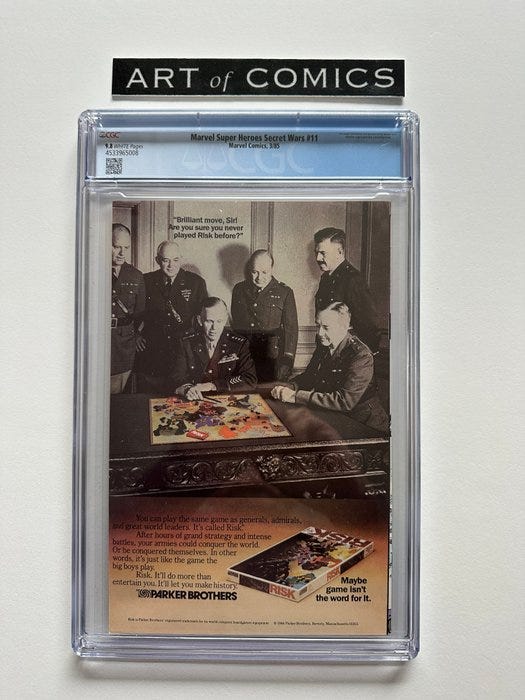 ART of COMICS
CGC
Marvel Super Heroes Secret Wars #11
9.8 WHITE Pages
Marvel Comics, 3/85
4533965008
CGC
"Brilliant move, Sir!
Are you sure you never
played Risk before?"
You can play the same game as generals, admirals,
and great world leaders. It's called Risk®.
After hours of grand strategy and intense
battles, your armies could conquer the world.
Or be conquered themselves. In other
words, it's just like the game the
big boys play.
Risk. It'll do more than
entertain you. It'll let you make history.
PARKER BROTHERS
RISK
RISK
Maybe
game isn't
the word for it.